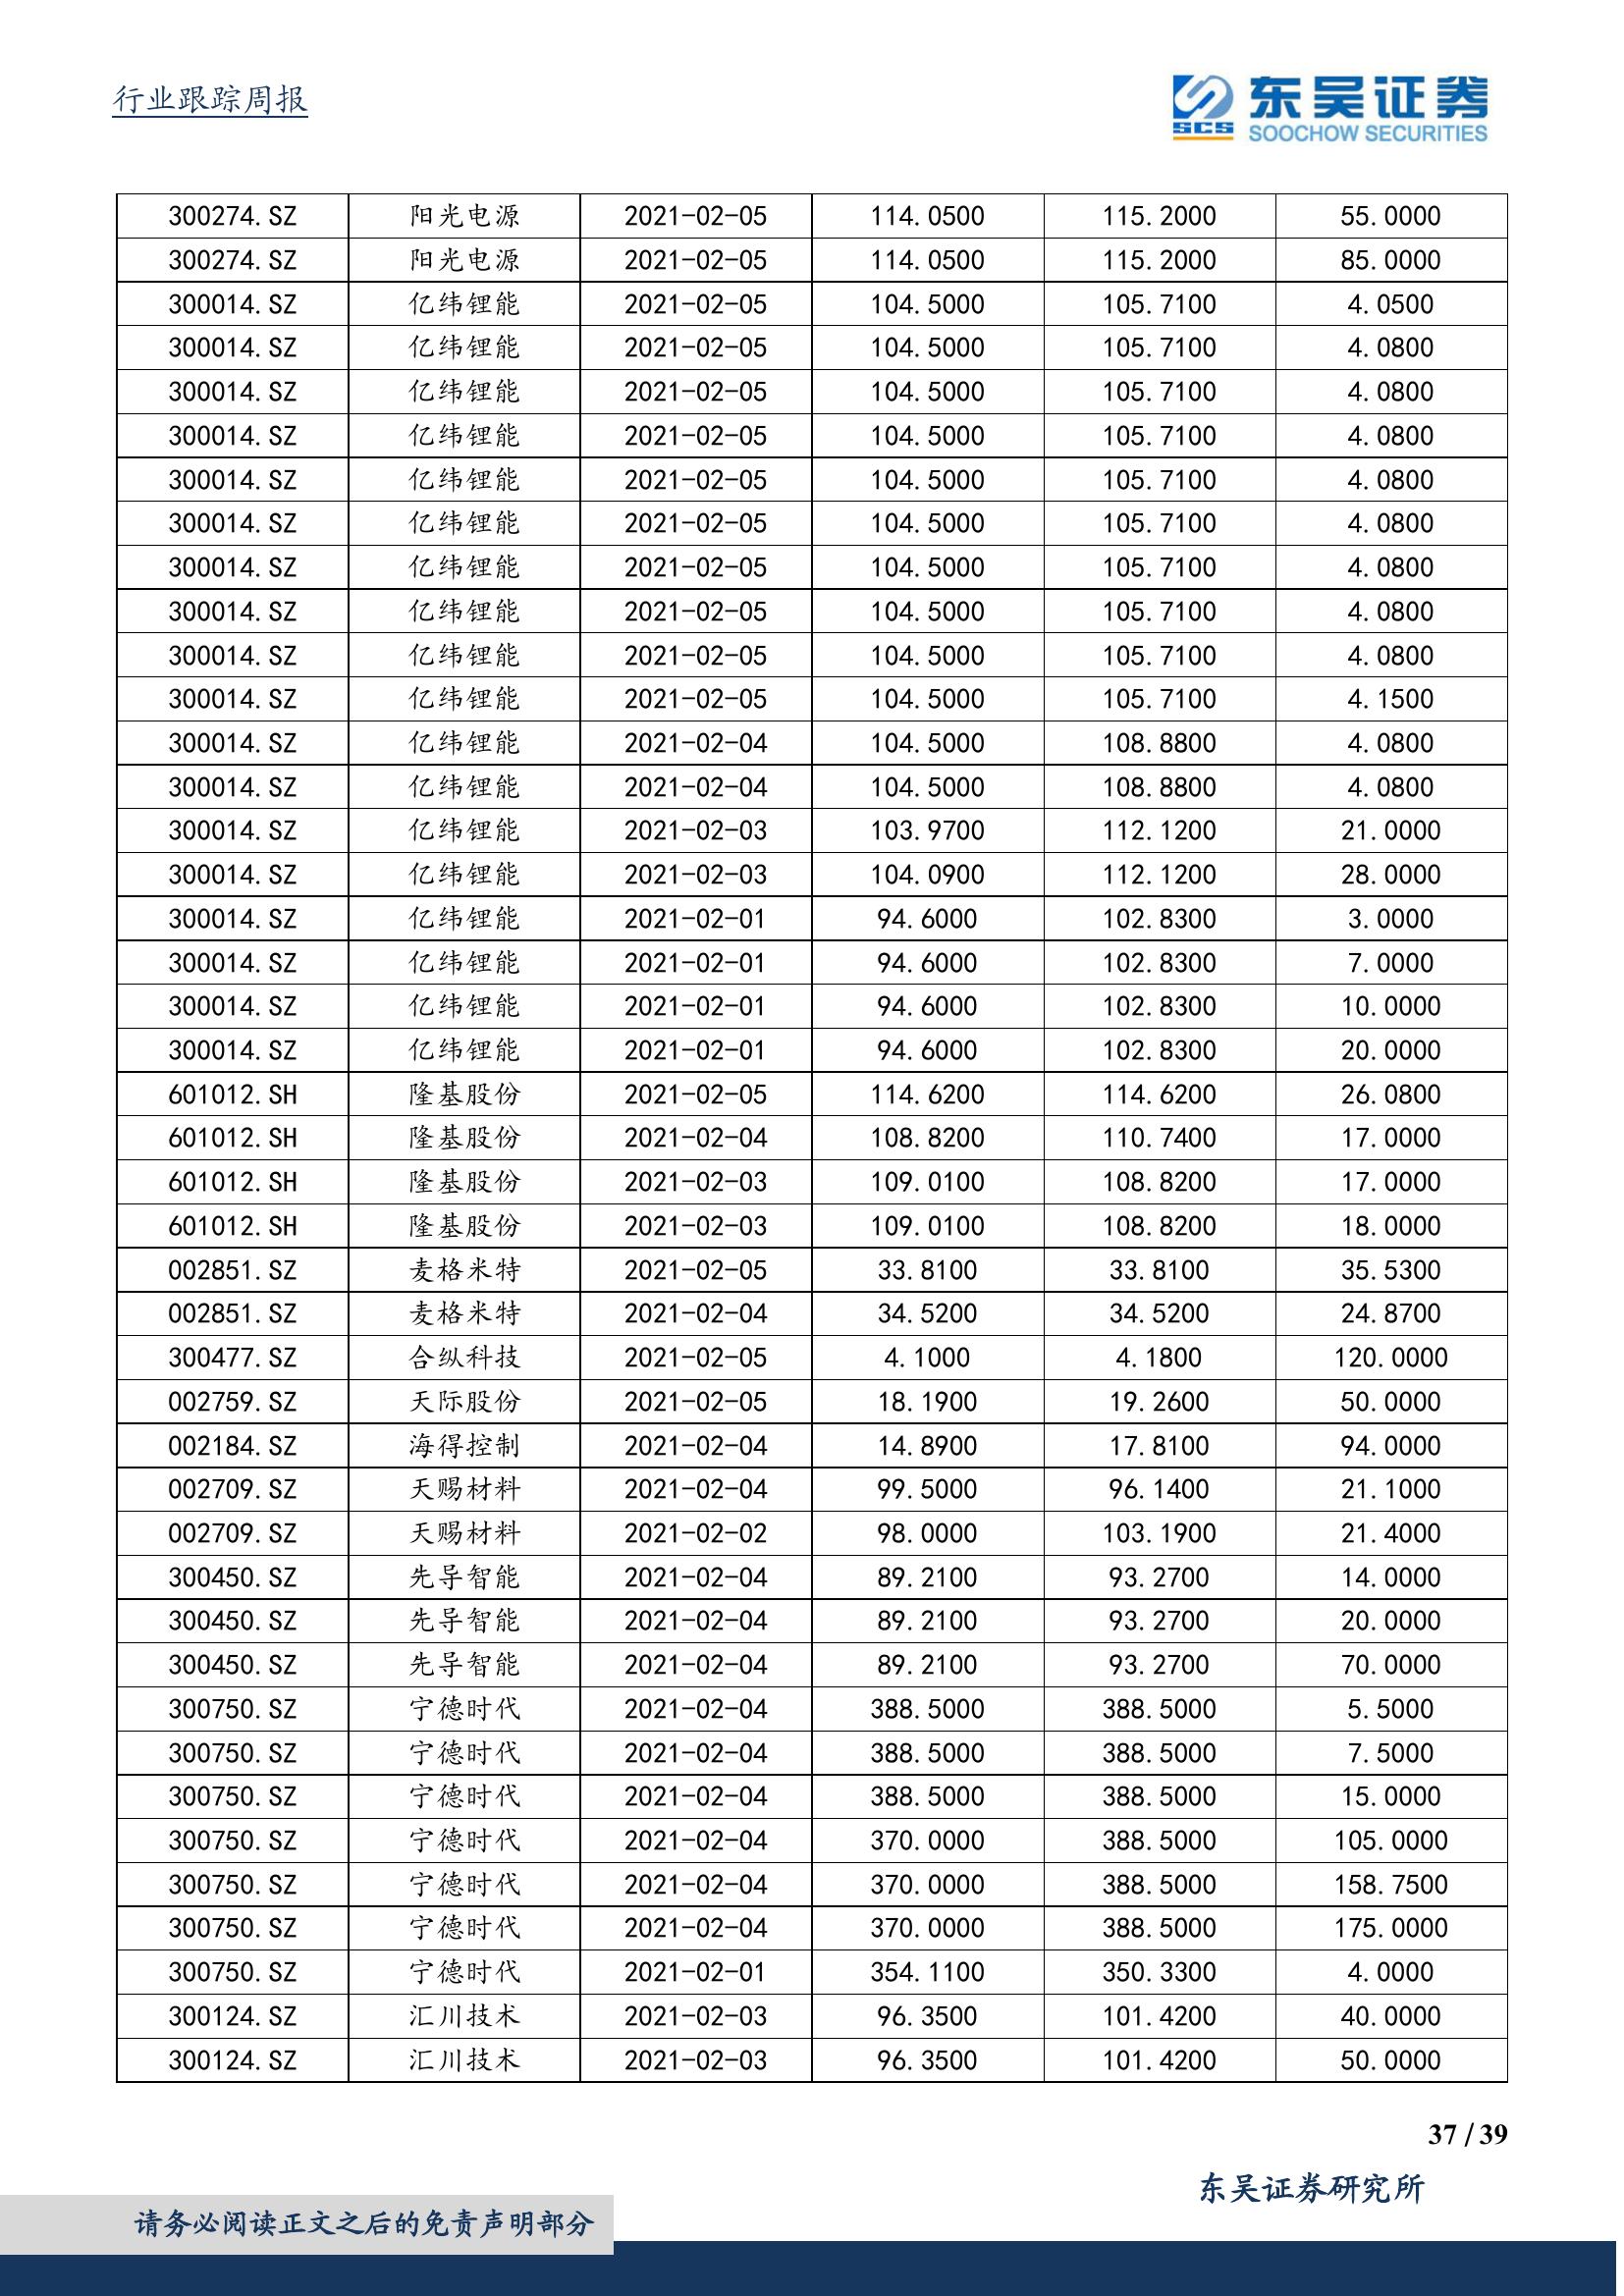 行业跟踪周报
SCS 东吴证券
SOOCHOW SECURITIES
300274.SZ 阳光电源 2021-02-05 114.0500 115.2000 55.0000
300274.SZ 阳光电源 2021-02-05 114.0500 115.2000 85.0000
300014.SZ 亿纬锂能 2021-02-05 104.5000 105.7100 4.0500
300014.SZ 亿纬锂能 2021-02-05 104.5000 105.7100 4.0800
300014.SZ 亿纬锂能 2021-02-05 104.5000 105.7100 4.0800
300014.SZ 亿纬锂能 2021-02-05 104.5000 105.7100 4.0800
300014.SZ 亿纬锂能 2021-02-05 104.5000 105.7100 4.0800
300014.SZ 亿纬锂能 2021-02-05 104.5000 105.7100 4.0800
300014.SZ 亿纬锂能 2021-02-05 104.5000 105.7100 4.0800
300014.SZ 亿纬锂能 2021-02-05 104.5000 105.7100 4.0800
300014.SZ 亿纬锂能 2021-02-05 104.5000 105.7100 4.0800
300014.SZ 亿纬锂能 2021-02-05 104.5000 105.7100 4.1500
300014.SZ 亿纬锂能 2021-02-04 104.5000 108.8800 4.0800
300014.SZ 亿纬锂能 2021-02-04 104.5000 108.8800 4.0800
300014.SZ 亿纬锂能 2021-02-03 103.9700 112.1200 21.0000
300014.SZ 亿纬锂能 2021-02-03 104.0900 112.1200 28.0000
300014.SZ 亿纬锂能 2021-02-01 94.6000 102.8300 3.0000
300014.SZ 亿纬锂能 2021-02-01 94.6000 102.8300 7.0000
300014.SZ 亿纬锂能 2021-02-01 94.6000 102.8300 10.0000
300014.SZ 亿纬锂能 2021-02-01 94.6000 102.8300 20.0000
601012.SH 隆基股份 2021-02-05 114.6200 114.6200 26.0800
601012.SH 隆基股份 2021-02-04 108.8200 110.7400 17.0000
601012.SH 隆基股份 2021-02-03 109.0100 108.8200 17.0000
601012.SH 隆基股份 2021-02-03 109.0100 108.8200 18.0000
002851.SZ 麦格米特 2021-02-05 33.8100 33.8100 35.5300
002851.SZ 麦格米特 2021-02-04 34.5200 34.5200 24.8700
300477.SZ 合纵科技 2021-02-05 4.1000 4.1800 120.0000
002759.SZ 天际股份 2021-02-05 18.1900 19.2600 50.0000
002184.SZ 海得控制 2021-02-04 14.8900 17.8100 94.0000
002709.SZ 天赐材料 2021-02-04 99.5000 96.1400 21.1000
002709.SZ 天赐材料 2021-02-02 98.0000 103.1900 21.4000
300450.SZ 先导智能 2021-02-04 89.2100 93.2700 14.0000
300450.SZ 先导智能 2021-02-04 89.2100 93.2700 20.0000
300450.SZ 先导智能 2021-02-04 89.2100 93.2700 70.0000
300750.SZ 宁德时代 2021-02-04 388.5000 388.5000 5.5000
300750.SZ 宁德时代 2021-02-04 388.5000 388.5000 7.5000
300750.SZ 宁德时代 2021-02-04 388.5000 388.5000 15.0000
300750.SZ 宁德时代 2021-02-04 370.0000 388.5000 105.0000
300750.SZ 宁德时代 2021-02-04 370.0000 388.5000 158.7500
300750.SZ 宁德时代 2021-02-04 370.0000 388.5000 175.0000
300750.SZ 宁德时代 2021-02-01 354.1100 350.3300 4.0000
300124.SZ 汇川技术 2021-02-03 96.3500 101.4200 40.0000
300124.SZ 汇川技术 2021-02-03 96.3500 101.4200 50.0000
37 / 39
东吴证券研究所
请务必阅读正文之后的免责声明部分